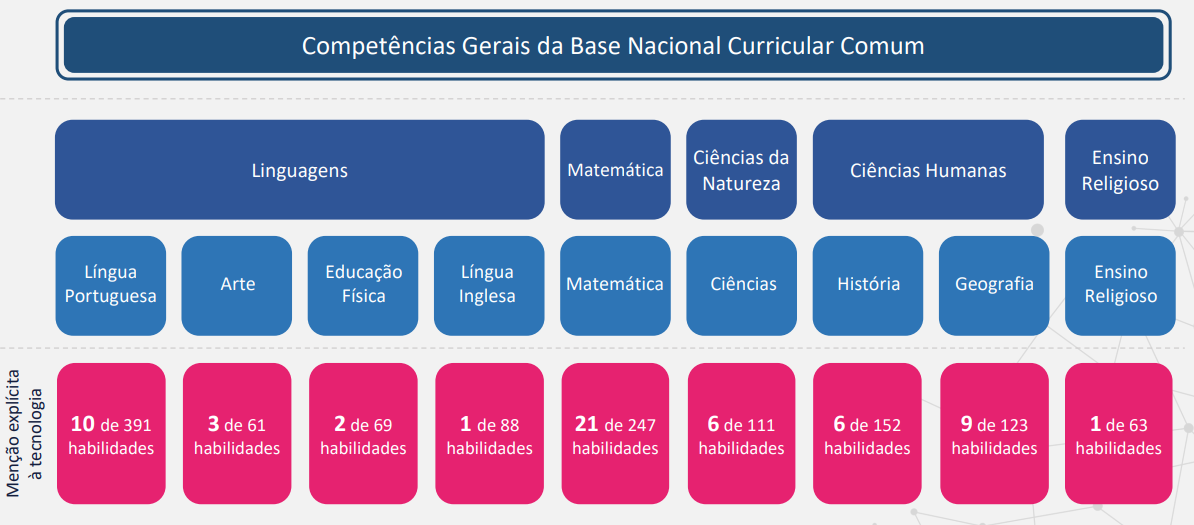 Competências Gerais da Base Nacional Curricular Comum
Linguagens
Matemática
Ciências da
Natureza
Ciências Humanas
Ensino
Religioso
Língua
Portuguesa
Arte
Educação
Física
Língua
Inglesa
Matemática
Ciências
História
Geografia
Ensino
Religioso
Menção explícita
à tecnologia
10 de 391
habilidades
3 de 61
habilidades
2 de 69
habilidades
1 de 88
habilidades
21 de 247
habilidades
6 de 111
habilidades
6 de 152
habilidades
9 de 123
habilidades
1 de 63
habilidades